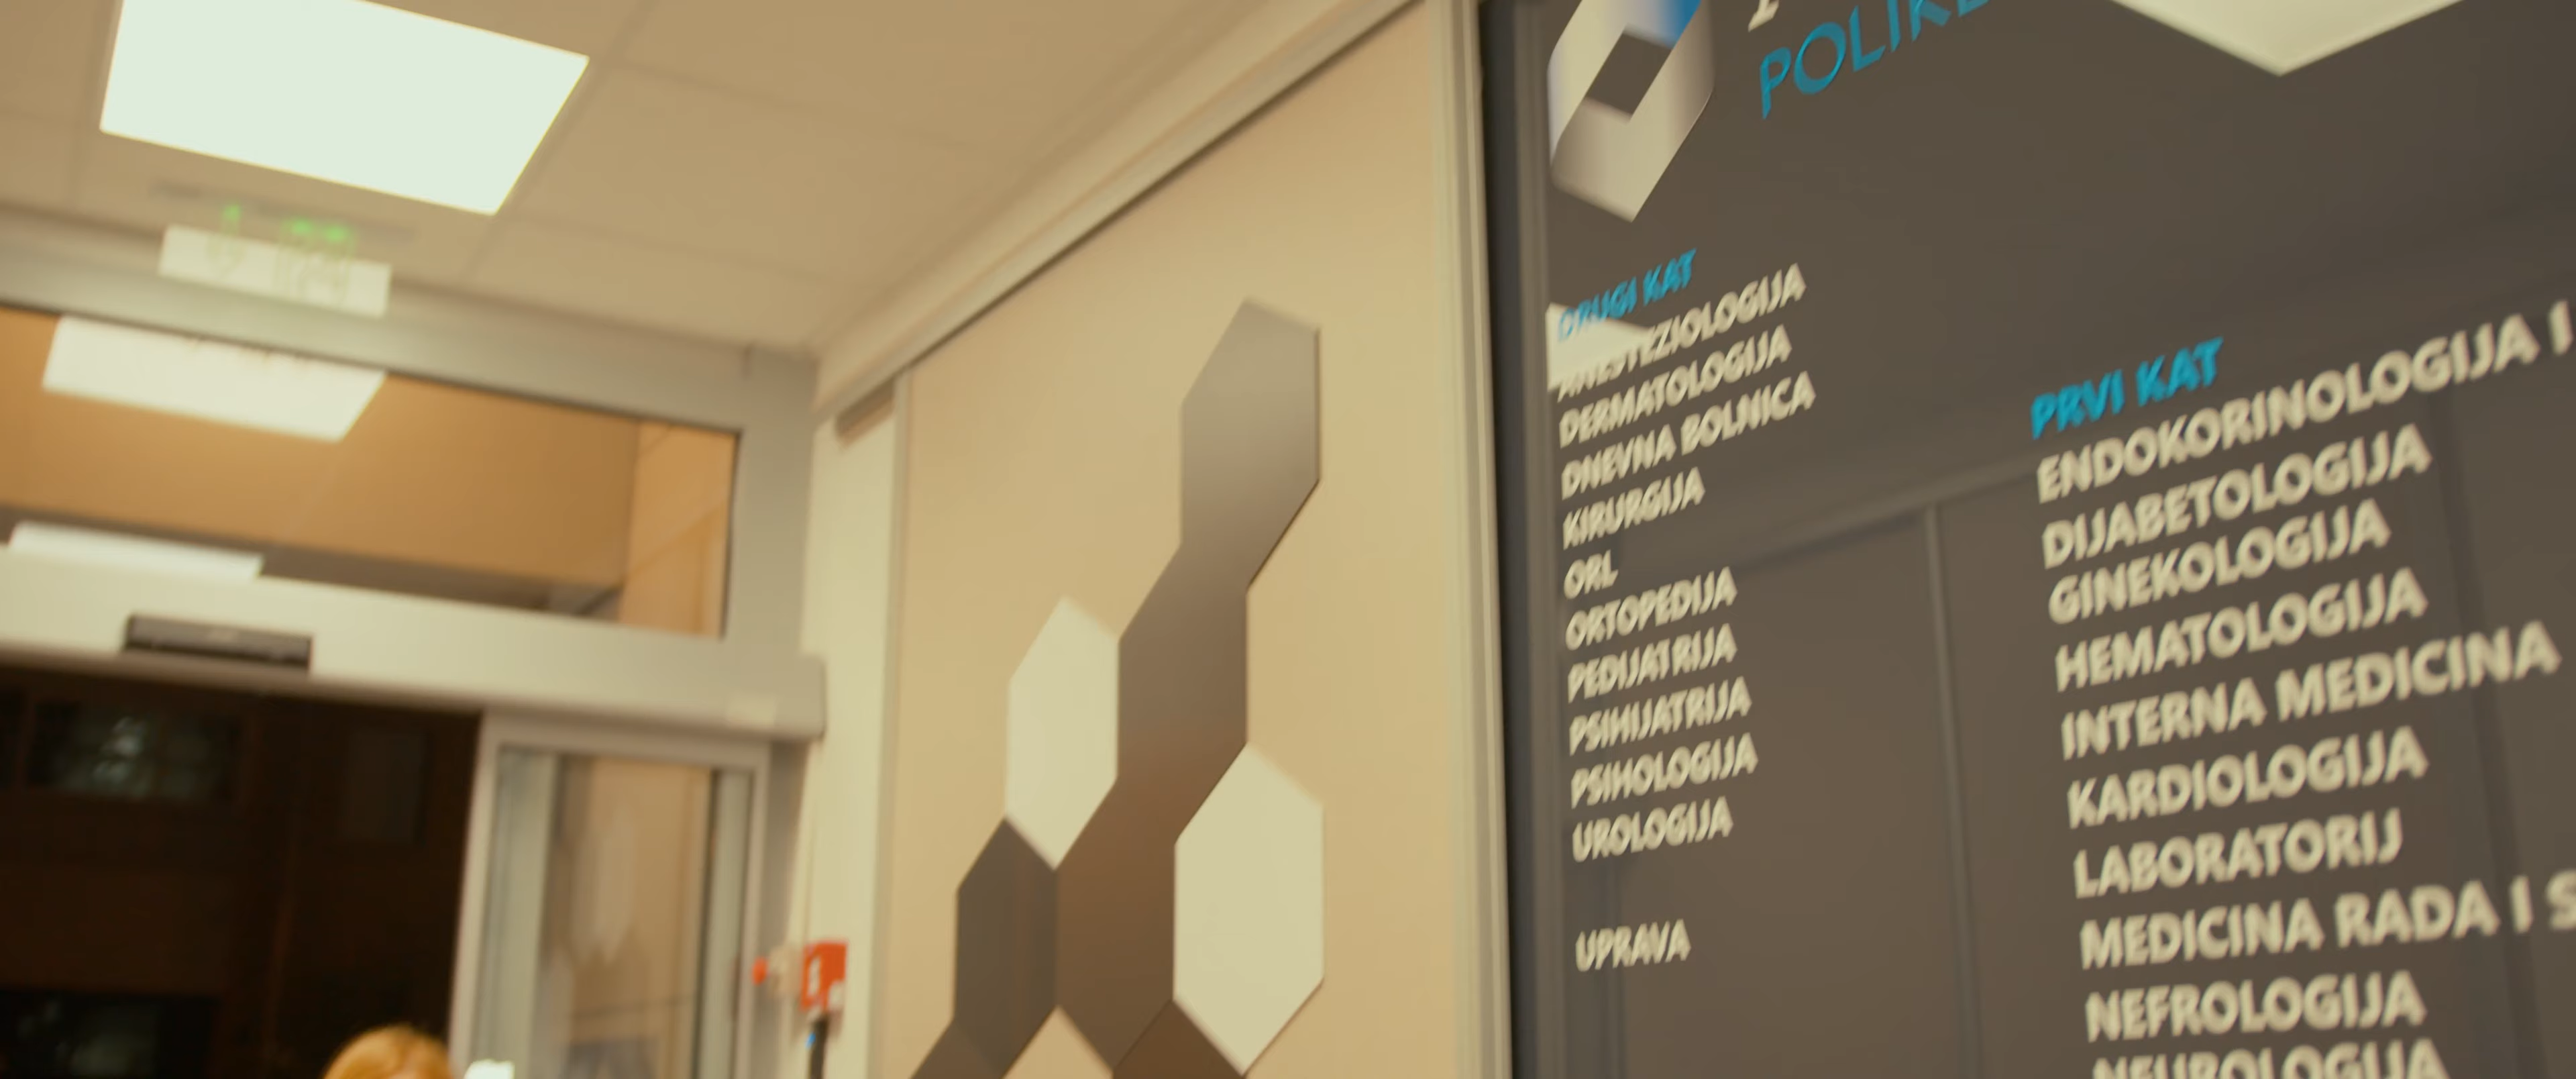 DRUGI KAT
ANESTEZIOLOGIJA
DERMATOLOGIJA
DNEVNA BOLNICA
KIRURGIJA
ORL
ORTOPEDIJA
PEDIJATRIJA
PSIHIJATRIJA
PSIHOLOGIJA
UROLOGIJA
UPRAVA
PRVI KAT
ENDOKORINOLOGIJA I
DIJABETOLOGIJA
GINEKOLOGIJA
HEMATOLOGIJA
INTERNA MEDICINA
KARDIOLOGIJA
LABORATORIJ
MEDICINA RADA I S
NEFROLOGIJA
NEUROLOGIJA